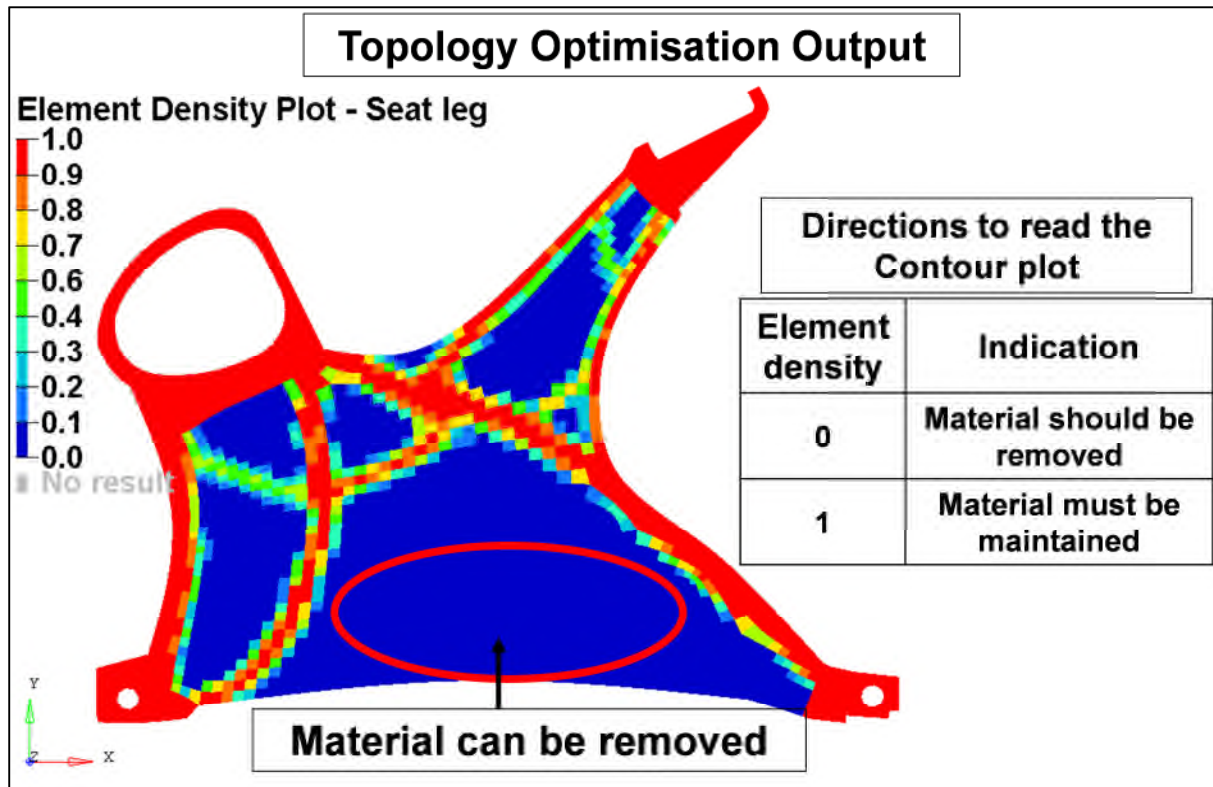 Topology Optimisation Output
Element Density Plot - Seat leg
1.0
0.9
0.8
0.7
0.6
0.4
0.3
0.2
0.1
0.0
No result
Directions to read the
Contour plot
Element
density
Indication
0
Material should be
removed
1
Material must be
maintained
Material can be removed
Y
Z
X